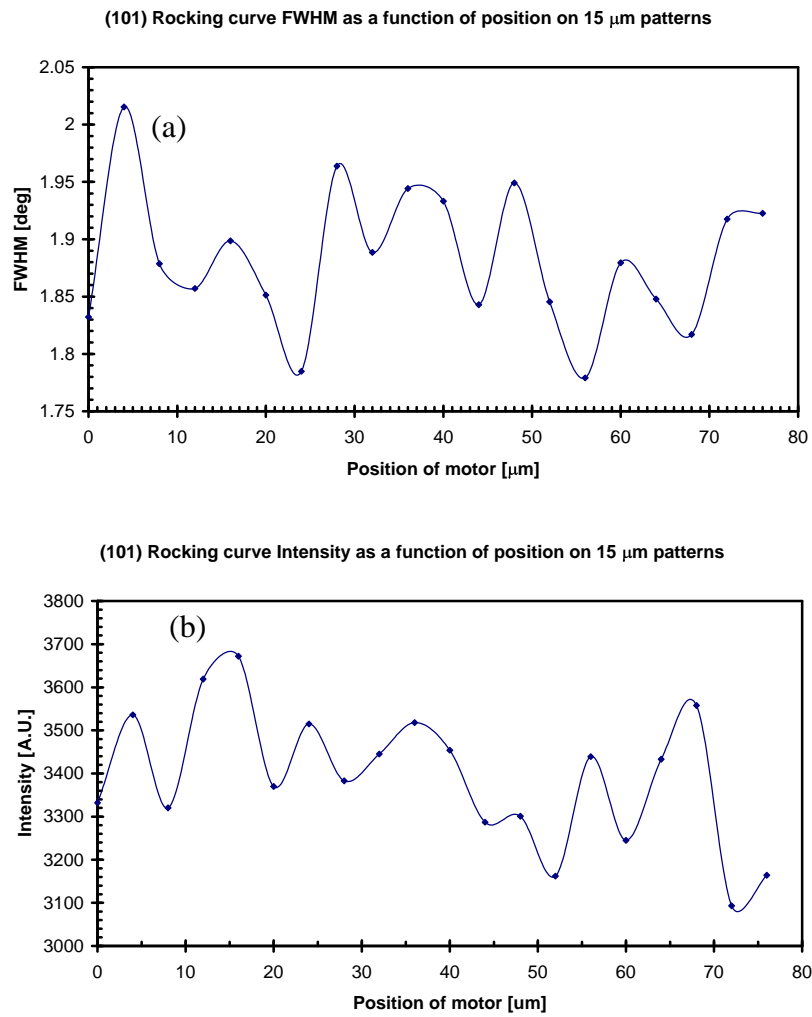 (101) Rocking curve FWHM as a function of position on 15 μm patterns
2.05
2
1.95
1.9
1.85
1.8
1.75
FWHM [deg]
(a)
0 10 20 30 40 50 60 70 80
Position of motor [μm]
(101) Rocking curve Intensity as a function of position on 15 μm patterns
3800
3700
3600
3500
3400
3300
3200
3100
3000
Intensity [A.U.]
(b)
0 10 20 30 40 50 60 70 80
Position of motor [um]